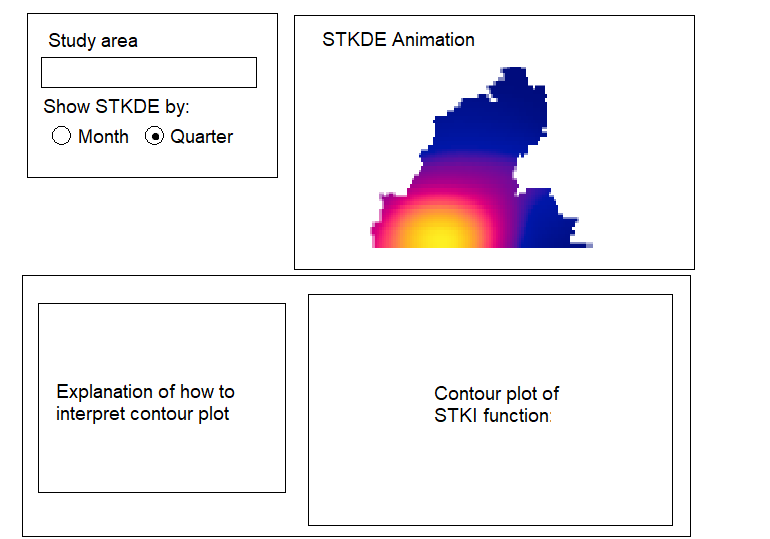 Study area
Show STKDE by:
Month
Quarter
STKDE Animation
Explanation of how to
interpret contour plot
Contour plot of
STKI function: